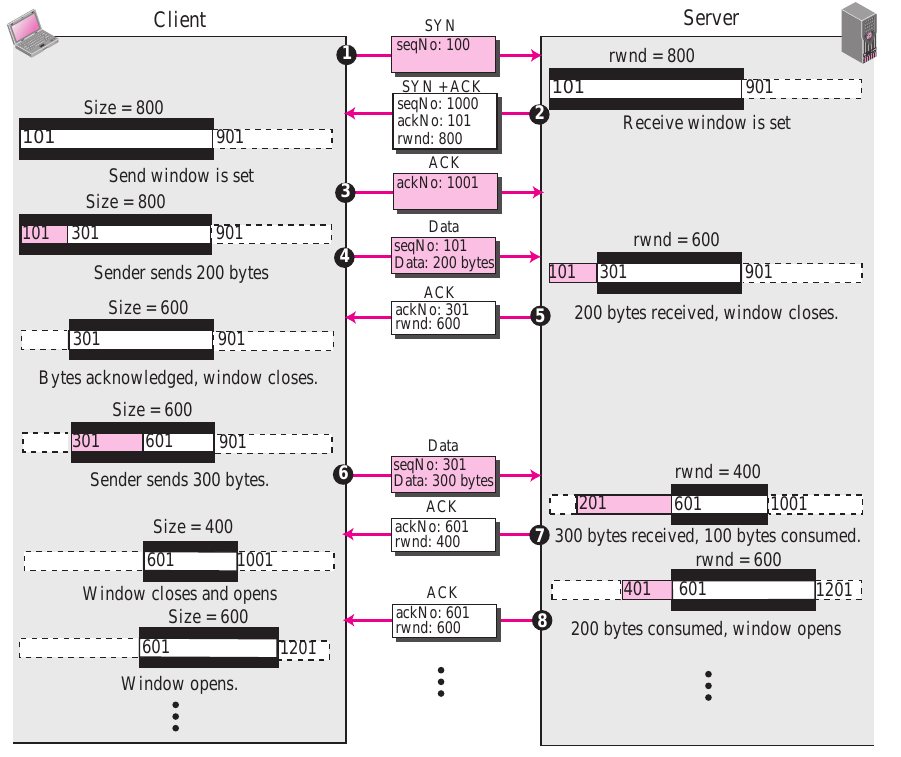 Client
Server
SYN
1
seqNo: 100
rwnd = 800
101
901
SYN + ACK
seqNo: 1000
ackNo: 101
rwnd: 800
2
Receive window is set
Size = 800
101
901
Send window is set
ACK
3
ackNo: 1001
Size = 800
101
301
901
Sender sends 200 bytes
Data
4
seqNo: 101
Data: 200 bytes
rwnd = 600
101
301
901
200 bytes received, window closes.
ACK
ackNo: 301
rwnd: 600
5
Size = 600
301
901
Bytes acknowledged, window closes.
Size = 600
301
601
901
Sender sends 300 bytes.
Data
6
seqNo: 301
Data: 300 bytes
rwnd = 400
201
601
1001
300 bytes received, 100 bytes consumed.
ACK
ackNo: 601
rwnd: 400
7
Size = 400
601
1001
Window closes and opens
rwnd = 600
401
601
1201
200 bytes consumed, window opens
ACK
ackNo: 601
rwnd: 600
8
Size = 600
601
1201
Window opens.